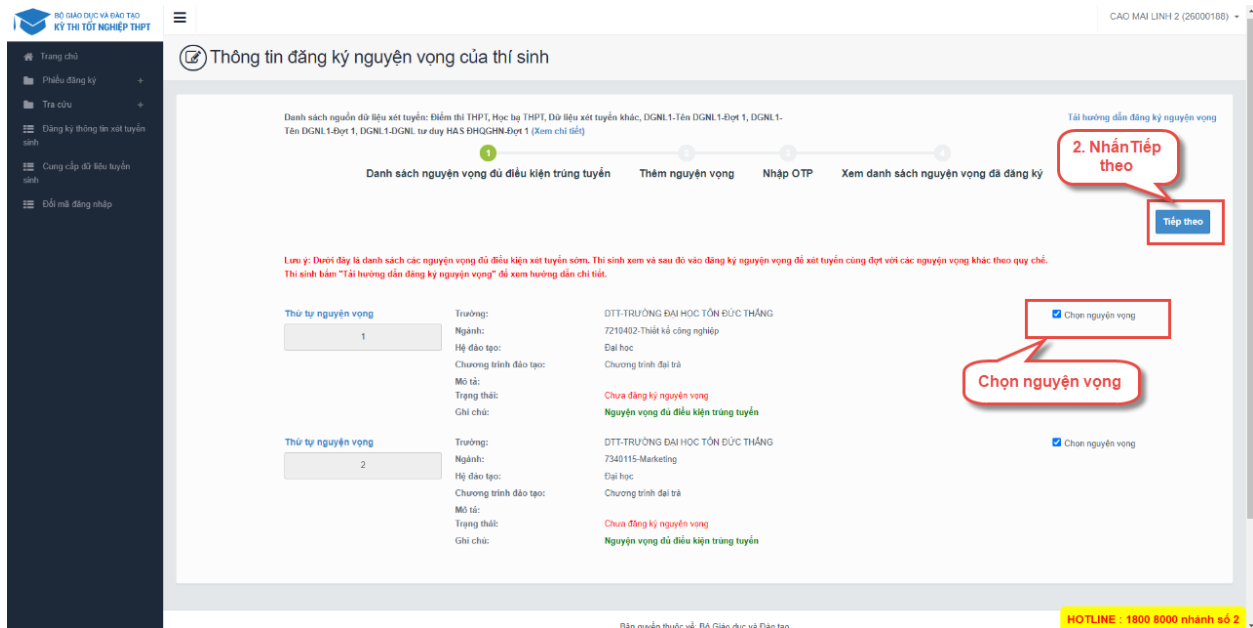 BỘ GIÁO DỤC VÀ ĐÀO TẠO
KỲ THI TỐT NGHIỆP THPT
CAO MAI LINH 2 (26000188)
Trang chủ
Phiếu đăng ký +
Tra cứu +
Đăng ký thông tin xét tuyển
sinh
Cung cấp dữ liệu tuyển
sinh
Đổi mã đăng nhập
Thông tin đăng ký nguyện vọng của thí sinh
Danh sách nguồn dữ liệu xét tuyển: Điểm thi THPT, Học bạ THPT, Dữ liệu xét tuyển khác, DGNL1-Tên DGNL1-Đợt 1, DGNL1-
Tên DGNL1-Đợt 1, DGNL1-DGNL tư duy HAS ĐHQGHN-Đợt 1 (Xem chi tiết)
Tải hướng dẫn đăng ký nguyện vọng
1 2 3 4
Danh sách nguyện vọng đủ điều kiện trúng tuyển Thêm nguyện vọng Nhập OTP Xem danh sách nguyện vọng đã đăng ký
2. Nhấn Tiếp
theo
Tiếp theo
Lưu ý: Dưới đây là danh sách các nguyện vọng đủ điều kiện xét tuyển sớm. Thí sinh xem và sau đó vào đăng ký nguyện vọng để xét tuyển cùng đợt với các nguyện vọng khác theo quy chế.
Thí sinh bấm "Tải hướng dẫn đăng ký nguyện vọng" để xem hướng dẫn chi tiết.
Thứ tự nguyện vọng
1
Trường: DTT-TRƯỜNG ĐẠI HỌC TÔN ĐỨC THẮNG
Ngành: 7210402-Thiết kế công nghiệp
Hệ đào tạo: Đại học
Chương trình đào tạo: Chương trình đại trà
Mô tả:
Trạng thái: Chưa đăng ký nguyện vọng
Ghi chú: Nguyện vọng đủ điều kiện trúng tuyển
Chọn nguyện vọng
Chọn nguyện vọng
Thứ tự nguyện vọng
2
Trường: DTT-TRƯỜNG ĐẠI HỌC TÔN ĐỨC THẮNG
Ngành: 7340115-Marketing
Hệ đào tạo: Đại học
Chương trình đào tạo: Chương trình đại trà
Mô tả:
Trạng thái: Chưa đăng ký nguyện vọng
Ghi chú: Nguyện vọng đủ điều kiện trúng tuyển
Chọn nguyện vọng
Bản quyền thuộc về: Bộ Giáo dục và Đào tạo
HOTLINE : 1800 8000 nhánh số 2